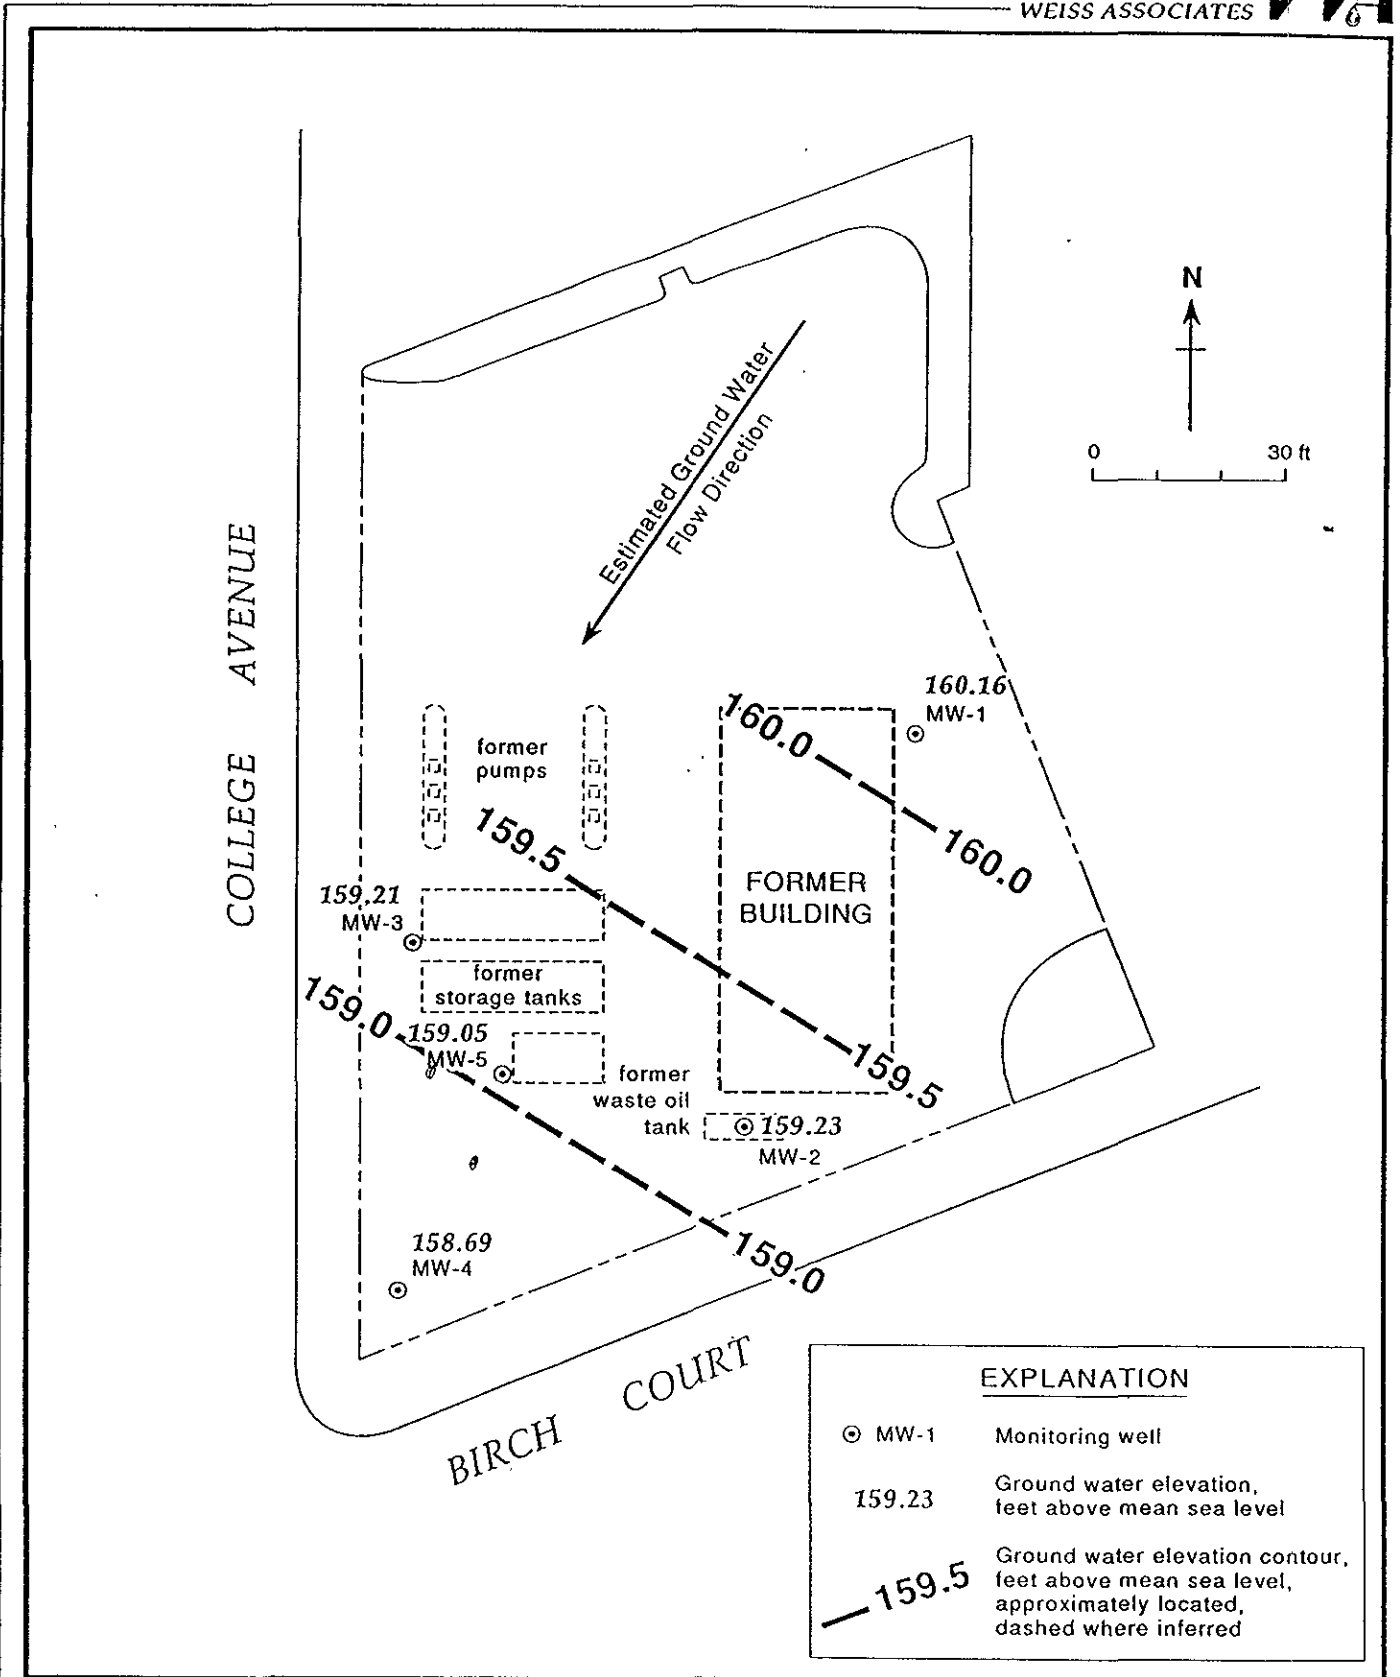 WEISS ASSOCIATES
N
0 30 ft
Estimated Ground Water
Flow Direction
COLLEGE AVENUE
160.16
MW-1
160.0
160.0
former
pumps
159.5
159.5
FORMER
BUILDING
159.21
MW-3
former
storage tanks
159.0
159.05
MW-5
former
waste oil
tank
159.23
MW-2
159.0
158.69
MW-4
BIRCH COURT
EXPLANATION
MW-1 Monitoring well
159.23 Ground water elevation,
feet above mean sea level
159.5 Ground water elevation contour,
feet above mean sea level,
approximately located,
dashed where inferred